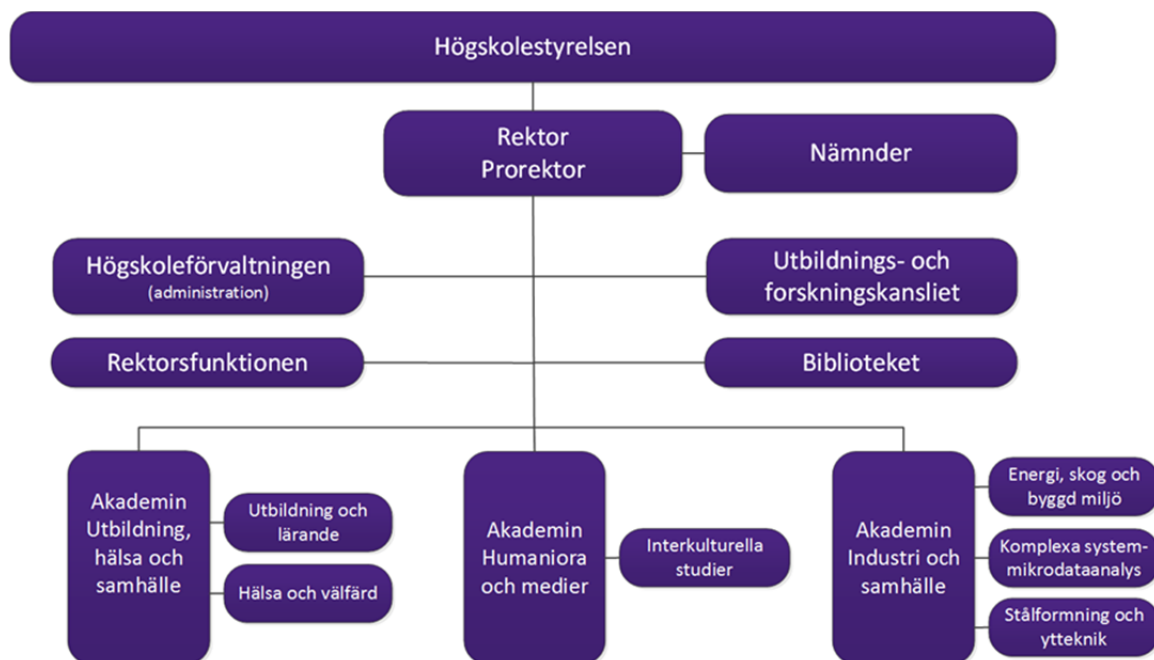 Högskolestyrelsen
Rektor
Prorektor
Nämnder
Högskoleförvaltningen
(administration)
Utbildnings- och
forskningskansliet
Rektorsfunktionen
Biblioteket
Akademin
Utbildning,
hälsa och
samhälle
Utbildning och
lärande
Hälsa och välfärd
Akademin
Humaniora
och medier
Interkulturella
studier
Akademin
Industri och
samhälle
Energi, skog och
byggd miljö
Komplexa system-
mikrodataanalys
Stålformning och
ytteknik